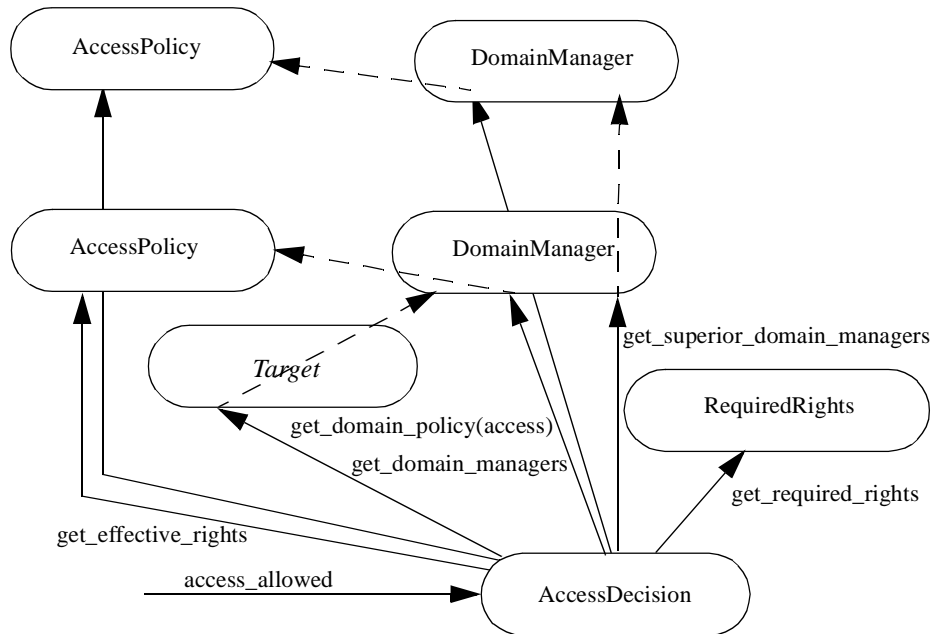 AccessPolicy
DomainManager
AccessPolicy
DomainManager
get_superior_domain_managers
Target
RequiredRights
get_domain_policy(access)
get_domain_managers
get_required_rights
get_effective_rights
access_allowed
AccessDecision